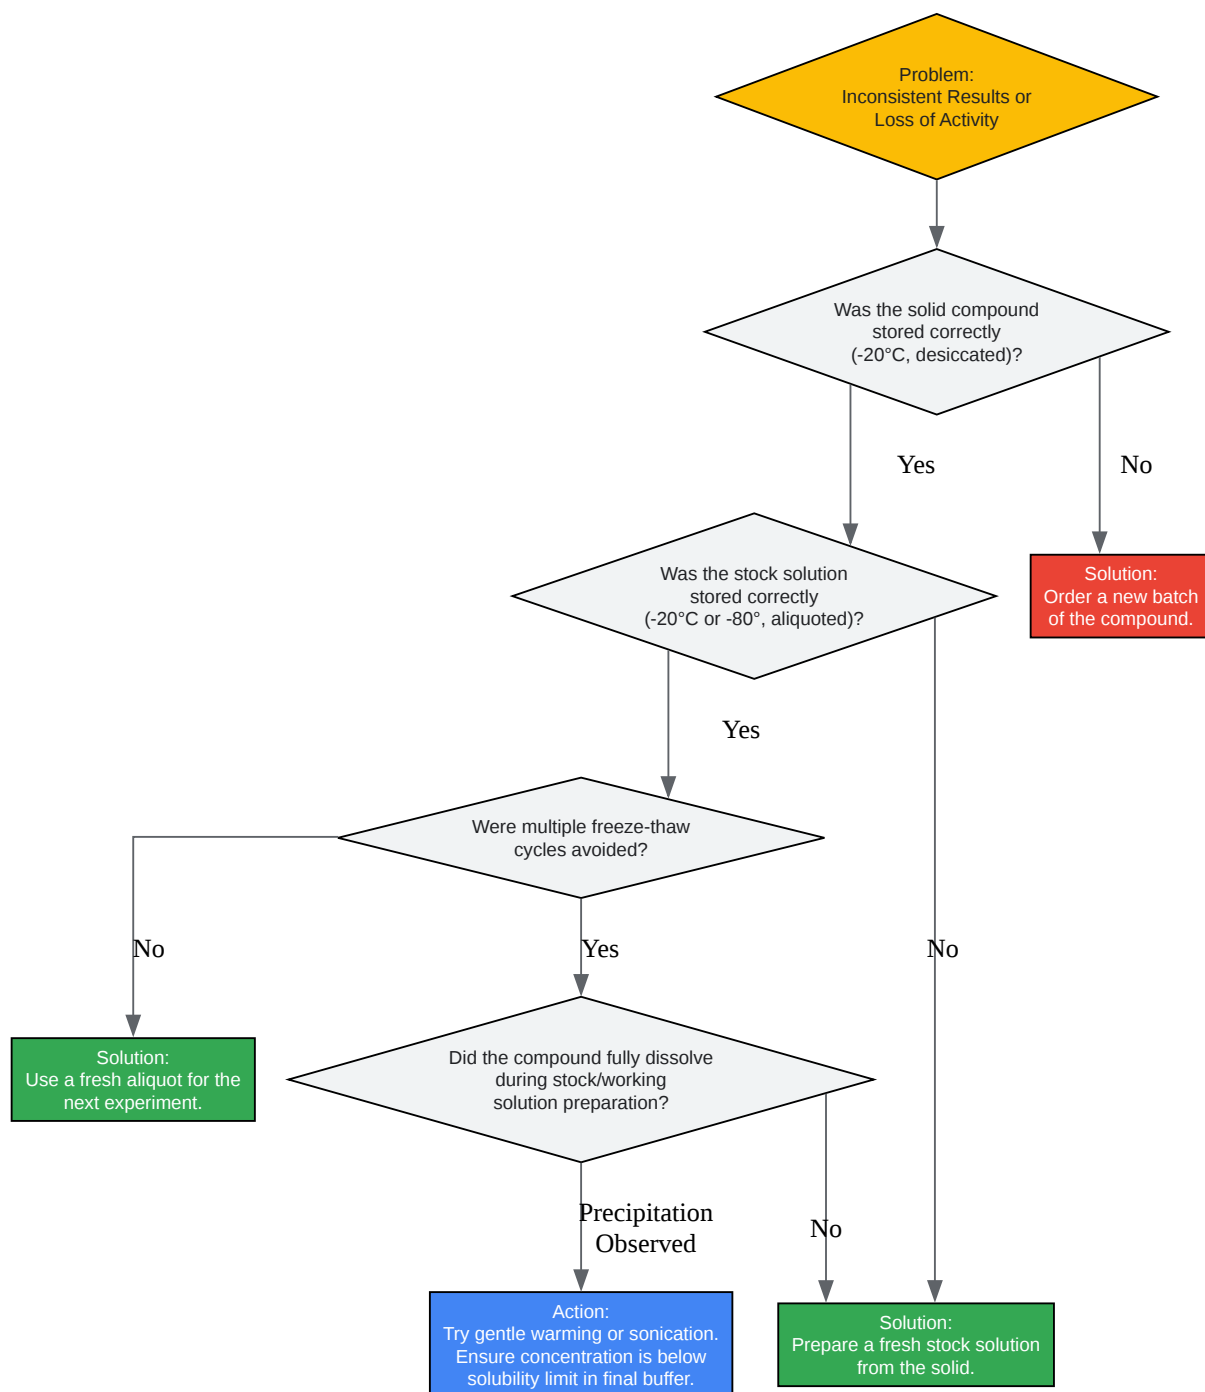 Problem:
Inconsistent Results or
Loss of Activity
Was the solid compound
stored correctly
(-20°C, desiccated)?
Yes
No
Was the stock solution
stored correctly
(-20°C or -80°, aliquoted)?
Solution:
Order a new batch
of the compound.
Yes
Were multiple freeze-thaw
cycles avoided?
No
Yes
No
Solution:
Use a fresh aliquot for the
next experiment.
Did the compound fully dissolve
during stock/working
solution preparation?
Precipitation
Observed
No
Action:
Try gentle warming or sonication.
Ensure concentration is below
solubility limit in final buffer.
Solution:
Prepare a fresh stock solution
from the solid.